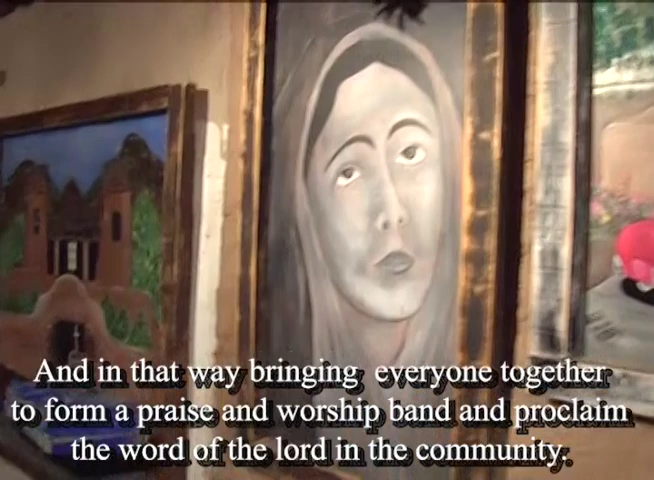 And in that way bringing everyone together
to form a praise and worship band and proclaim
the word of the lord in the community.